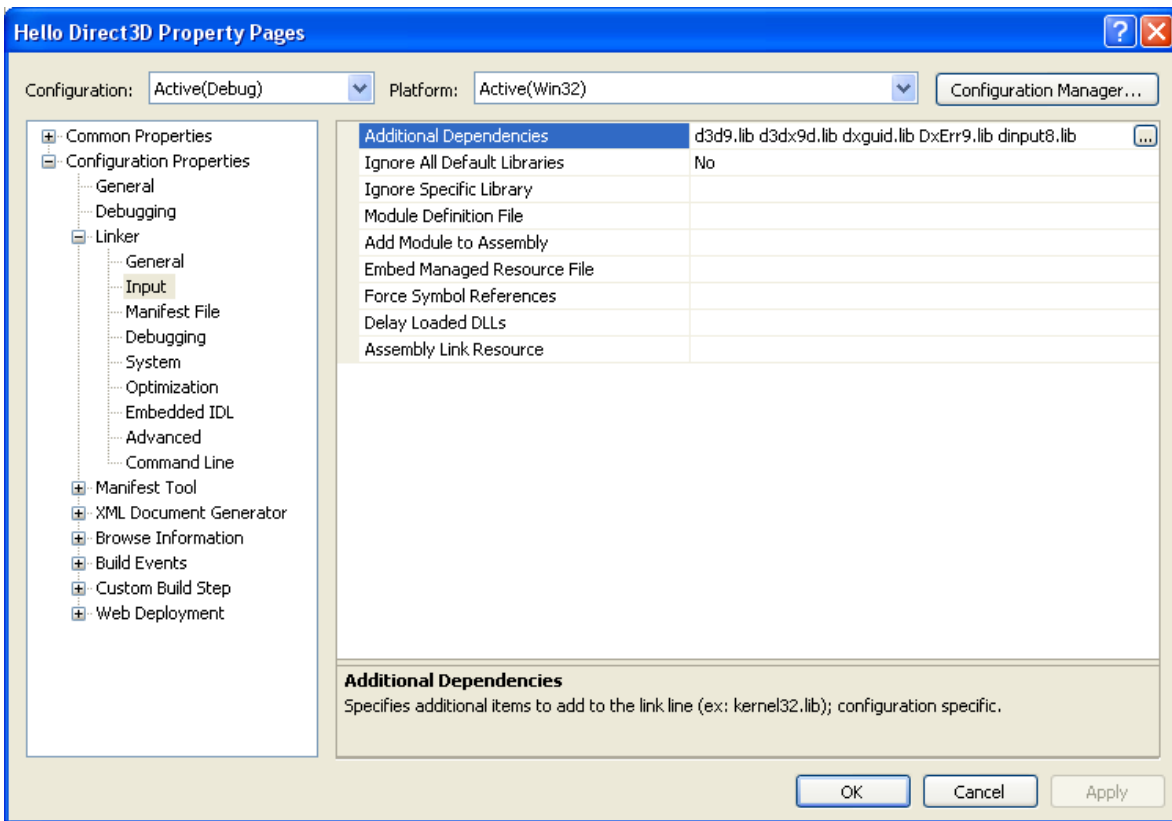 Hello Direct3D Property Pages
Configuration: Active(Debug) Platform: Active(Win32) Configuration Manager...
Common Properties
Configuration Properties
General
Debugging
Linker
General
Input
Manifest File
Debugging
System
Optimization
Embedded IDL
Advanced
Command Line
Manifest Tool
XML Document Generator
Browse Information
Build Events
Custom Build Step
Web Deployment
Additional Dependencies d3d9.lib d3dx9d.lib dxguid.lib DxErr9.lib dinput8.lib ...
Ignore All Default Libraries No
Ignore Specific Library
Module Definition File
Add Module to Assembly
Embed Managed Resource File
Force Symbol References
Delay Loaded DLLs
Assembly Link Resource
Additional Dependencies
Specifies additional items to add to the link line (ex: kernel32.lib); configuration specific.
OK Cancel Apply